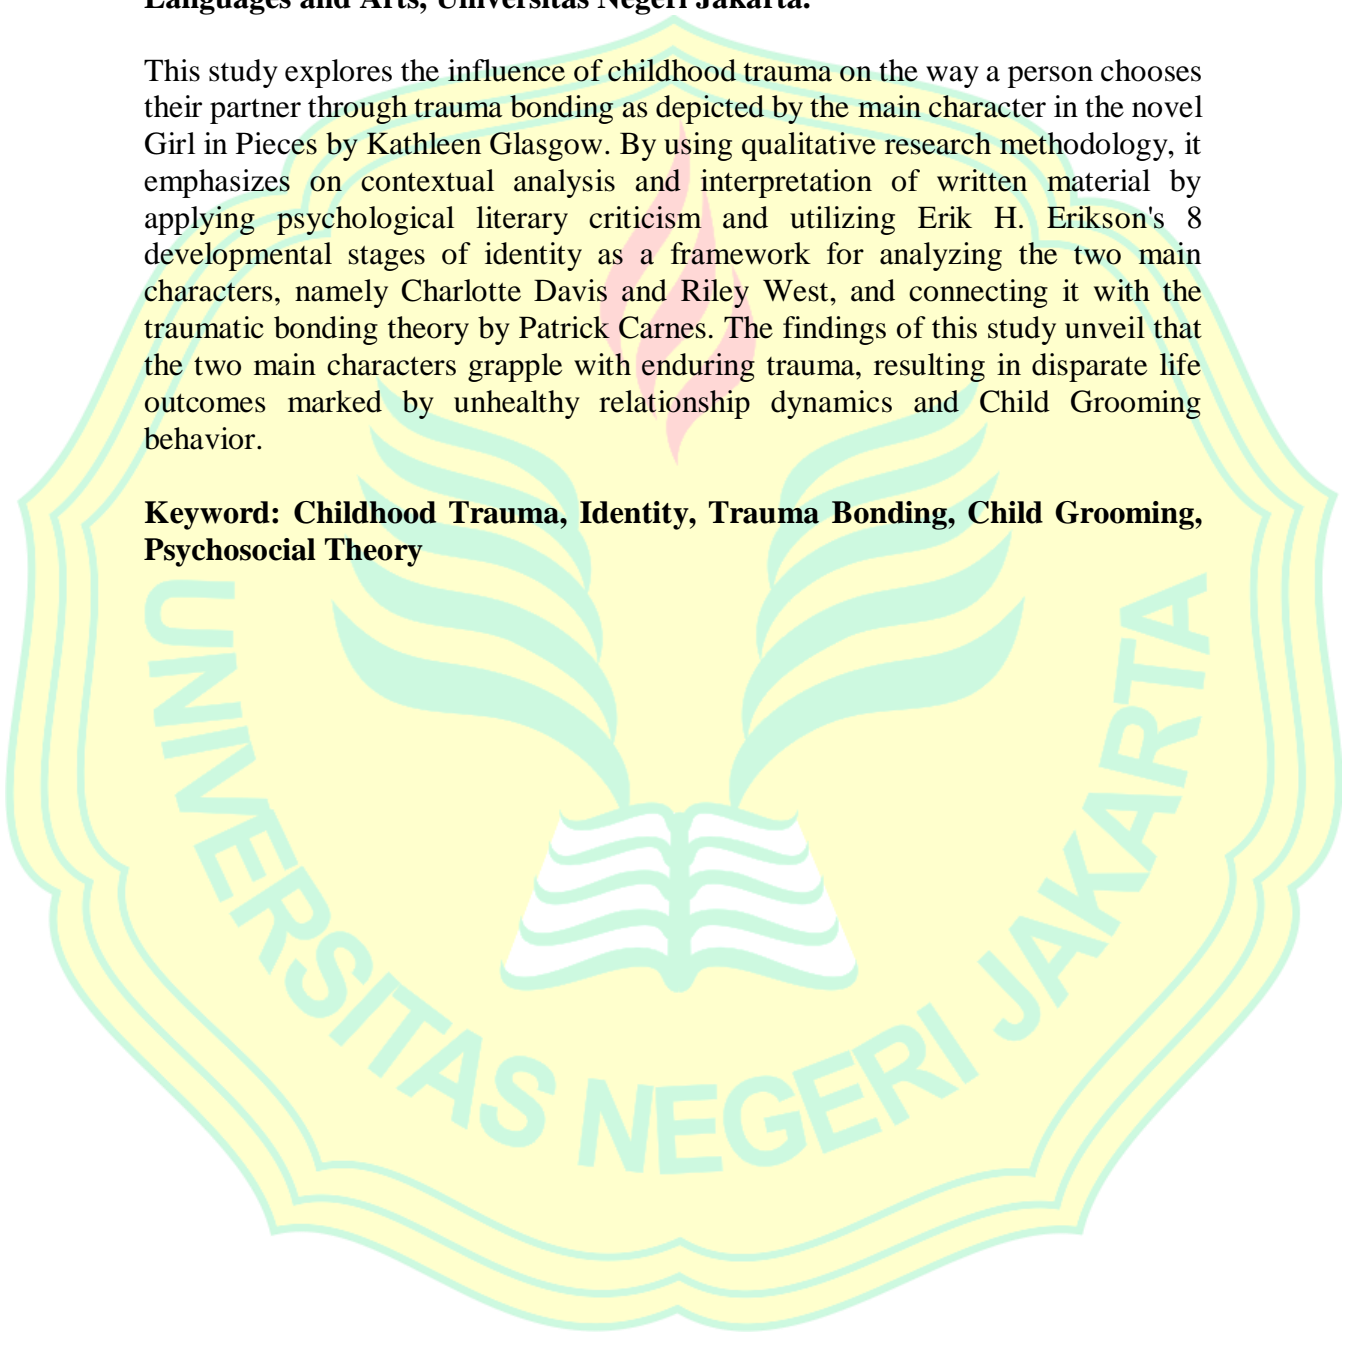 Languages and Arts, Universitas Negeri Jakarta.
This study explores the influence of childhood trauma on the way a person chooses
their partner through trauma bonding as depicted by the main character in the novel
Girl in Pieces by Kathleen Glasgow. By using qualitative research methodology, it
emphasizes on contextual analysis and interpretation of written material by
applying psychological literary criticism and utilizing Erik H. Erikson's 8
developmental stages of identity as a framework for analyzing the two main
characters, namely Charlotte Davis and Riley West, and connecting it with the
traumatic bonding theory by Patrick Carnes. The findings of this study unveil that
the two main characters grapple with enduring trauma, resulting in disparate life
outcomes marked by unhealthy relationship dynamics and Child Grooming
behavior.
Keyword: Childhood Trauma, Identity, Trauma Bonding, Child Grooming,
Psychosocial Theory
UNIVERSITAS NEGERI JAKARTA